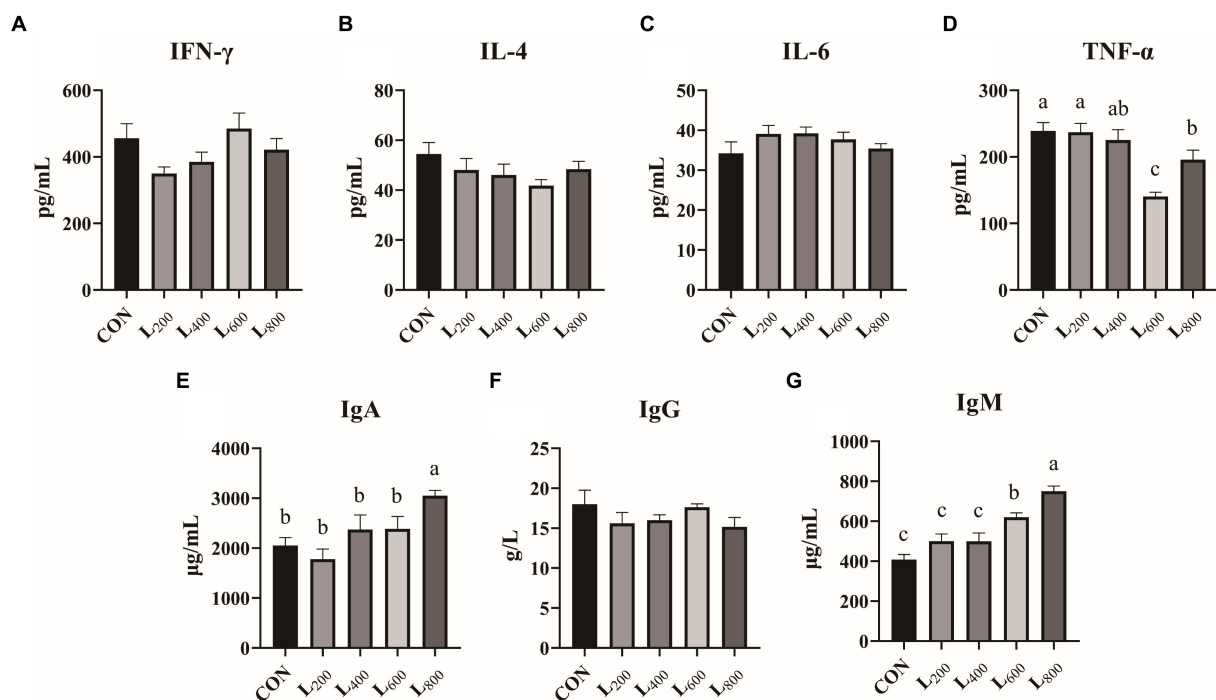 A
IFN-γ
pg/mL
600
400
200
0
CON
L200
L400
L600
L800
B
IL-4
pg/mL
80
60
40
20
0
CON
L200
L400
L600
L800
C
IL-6
pg/mL
50
40
30
20
10
0
CON
L200
L400
L600
L800
D
TNF-α
pg/mL
300
200
100
0
a
a
ab
c
b
CON
L200
L400
L600
L800
E
IgA
μg/mL
4000
3000
2000
1000
0
b
b
b
b
a
CON
L200
L400
L600
L800
F
IgG
g/L
25
20
15
10
5
0
CON
L200
L400
L600
L800
G
IgM
μg/mL
1000
800
600
400
200
0
c
c
c
b
a
CON
L200
L400
L600
L800